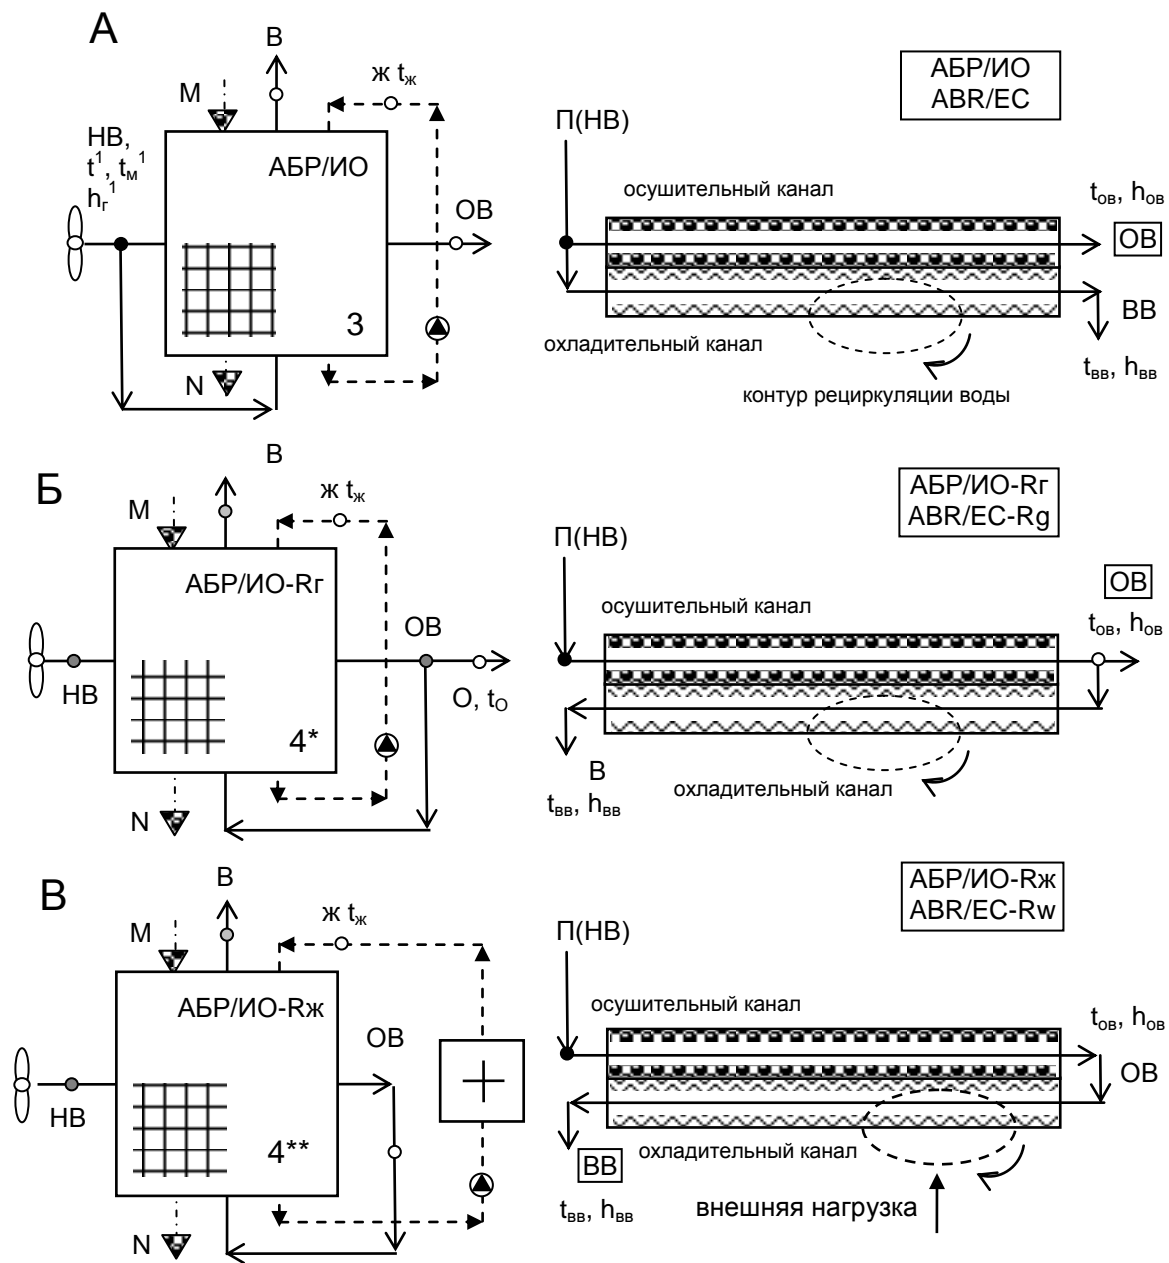 А
В
М
ж tж
НВ,
t¹, tм¹
hг¹
АБР/ИО
ОВ
3
N
АБР/ИО
ABR/EC
П(НВ)
осушительный канал
tов, hов
ОВ
ВВ
охладительный канал
tвв, hвв
контур рециркуляции воды
Б
В
М
ж tж
АБР/ИО-Rг
ОВ
НВ
О, tО
4*
N
АБР/ИО-Rг
ABR/EC-Rg
П(НВ)
осушительный канал
ОВ
tов, hов
В
tвв, hвв
охладительный канал
В
В
М
ж tж
АБР/ИО-Rж
ОВ
НВ
4**
N
АБР/ИО-Rж
ABR/EC-Rw
П(НВ)
осушительный канал
tов, hов
ОВ
охладительный канал
ВВ
tвв, hвв
внешняя нагрузка